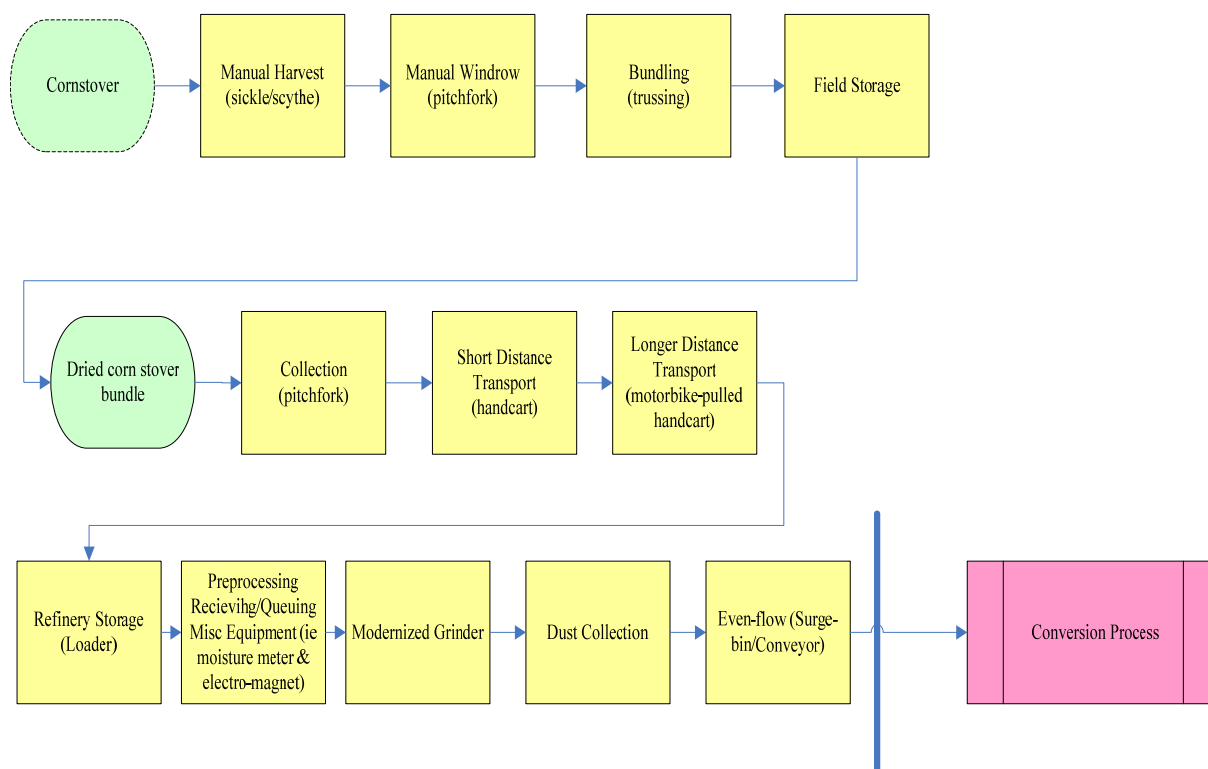 Cornstover
Manual Harvest
(sickle/scythe)
Manual Windrow
(pitchfork)
Bundling
(trussing)
Field Storage
Dried corn stover
bundle
Collection
(pitchfork)
Short Distance
Transport
(handcart)
Longer Distance
Transport
(motorbike-pulled
handcart)
Refinery Storage
(Loader)
Preprocessing
Recievihg/Queuing
Misc Equipment (ie
moisture meter &
electro-magnet)
Modernized Grinder
Dust Collection
Even-flow (Surge-
bin/Conveyor)
Conversion Process